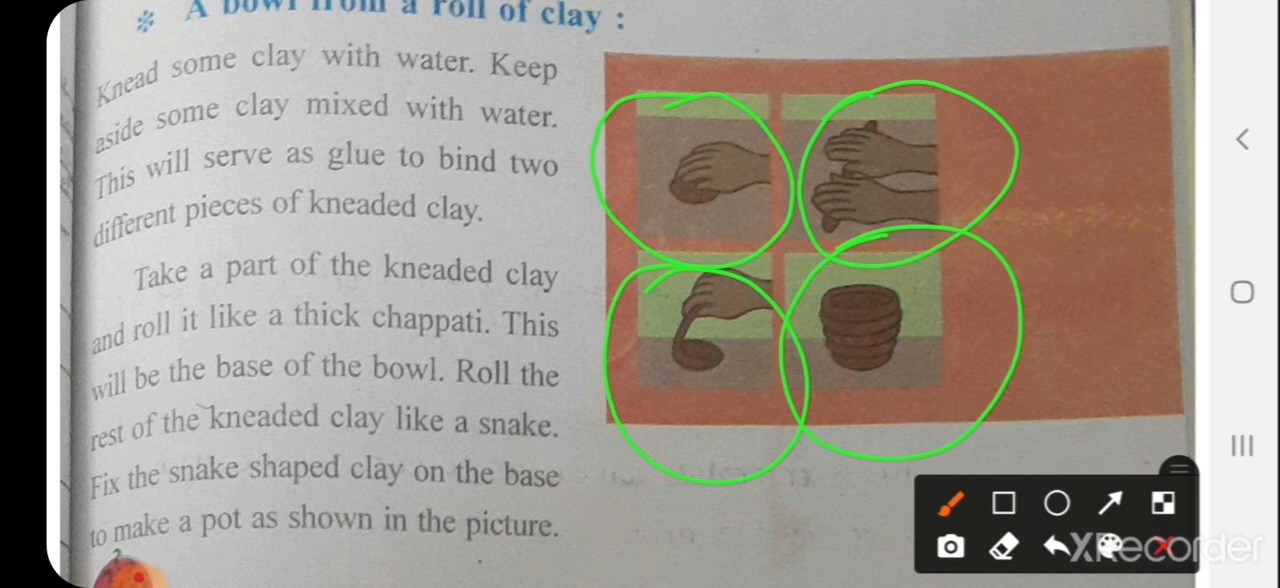 * A bowl from a roll of clay :
Knead some clay with water. Keep
aside some clay mixed with water.
This will serve as glue to bind two
different pieces of kneaded clay.
Take a part of the kneaded clay
and roll it like a thick chappati. This
will be the base of the bowl. Roll the
rest of the kneaded clay like a snake.
Fix the snake shaped clay on the base
to make a pot as shown in the picture.
XRecorder